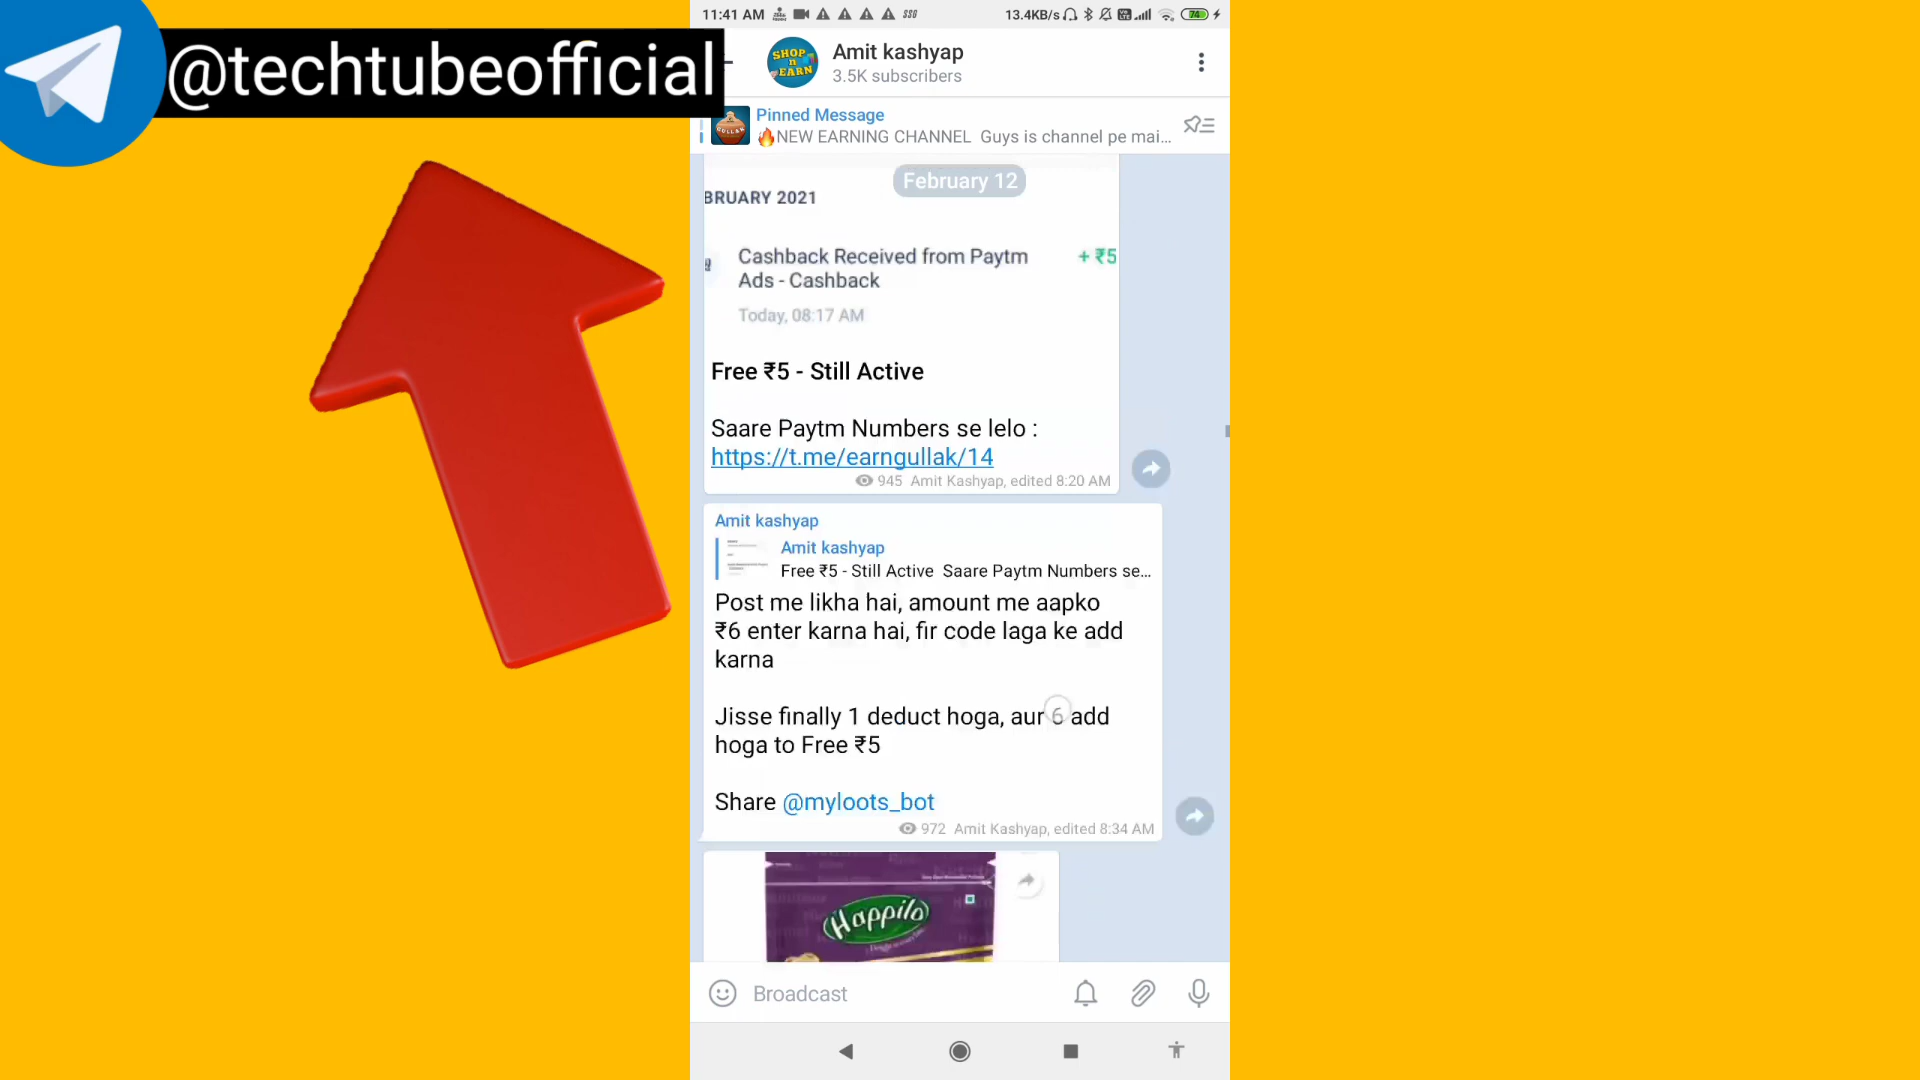 @techtubeofficial
11:41 AM
13.4KB/s
74
SHOP
n
EARN
Amit kashyap
3.5K subscribers
GULLAK
Pinned Message
🔥NEW EARNING CHANNEL Guys is channel pe mai...
February 12
BRUARY 2021
Cashback Received from Paytm
Ads - Cashback
+ ₹5
Today, 08:17 AM
Free ₹5 - Still Active
Saare Paytm Numbers se lelo :
https://t.me/earngullak/14
945 Amit Kashyap, edited 8:20 AM
Amit kashyap
Amit kashyap
Free ₹5 - Still Active Saare Paytm Numbers se...
Post me likha hai, amount me aapko
₹6 enter karna hai, fir code laga ke add
karna
Jisse finally 1 deduct hoga, aur 6 add
hoga to Free ₹5
Share @myloots_bot
972 Amit Kashyap, edited 8:34 AM
Happilo
Broadcast